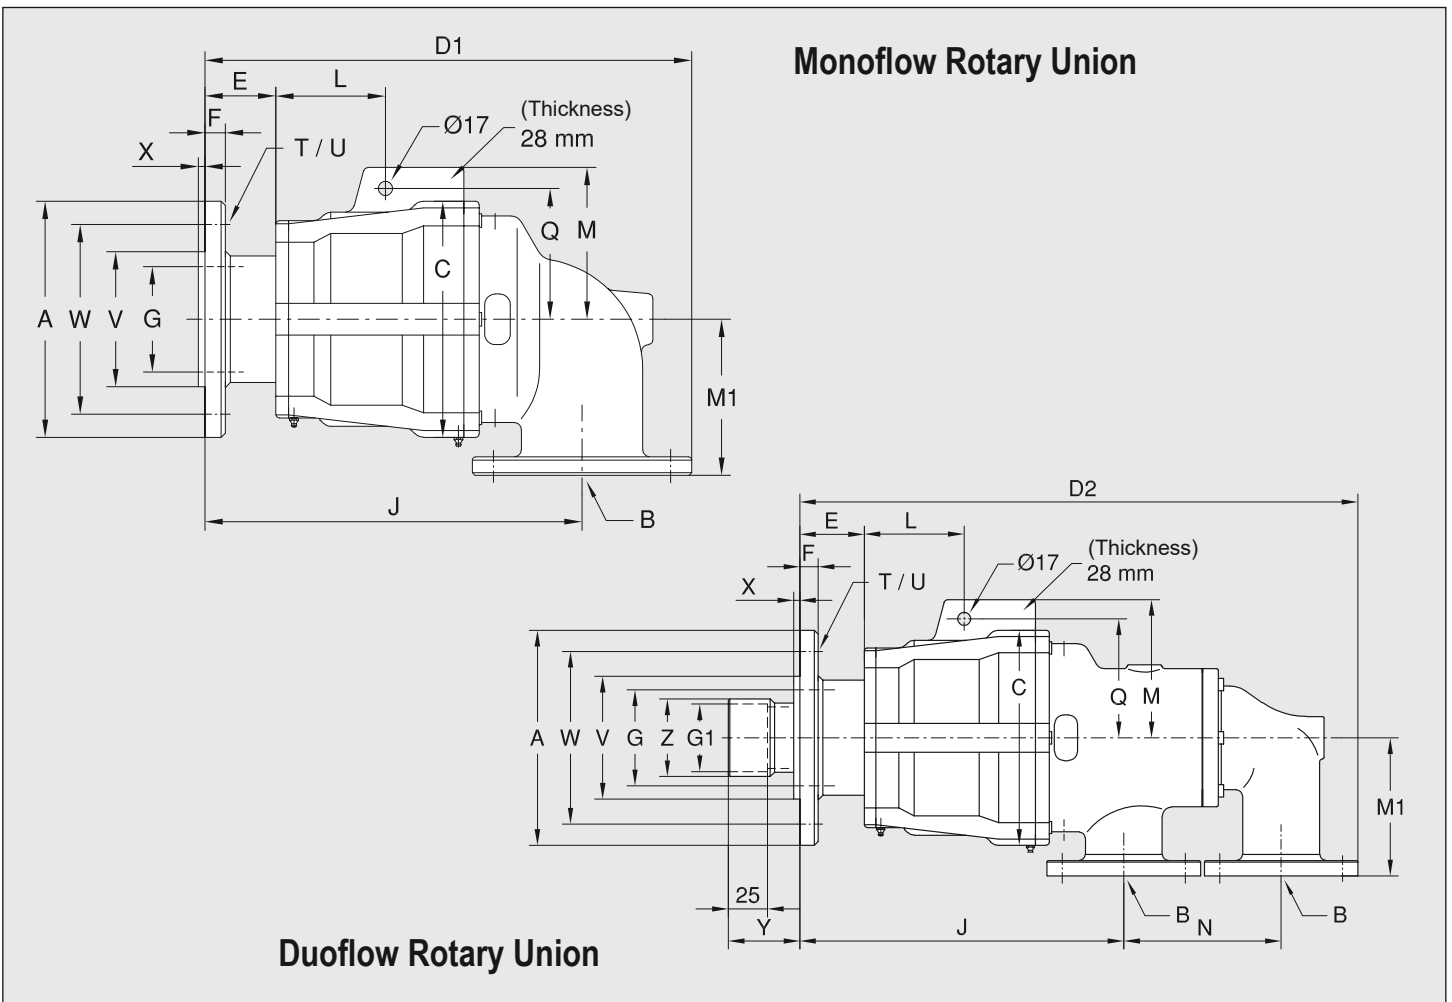 D1
Monoflow Rotary Union
E
L
(Thickness)
F
Ø17
28 mm
X
T / U
Q
M
C
A
W
V
G
M1
J
B
D2
E
L
(Thickness)
F
Ø17
28 mm
X
T / U
C
Q
M
A
W
V
G
Z
G1
M1
25
B
B
Y
J
N
Duoflow Rotary Union